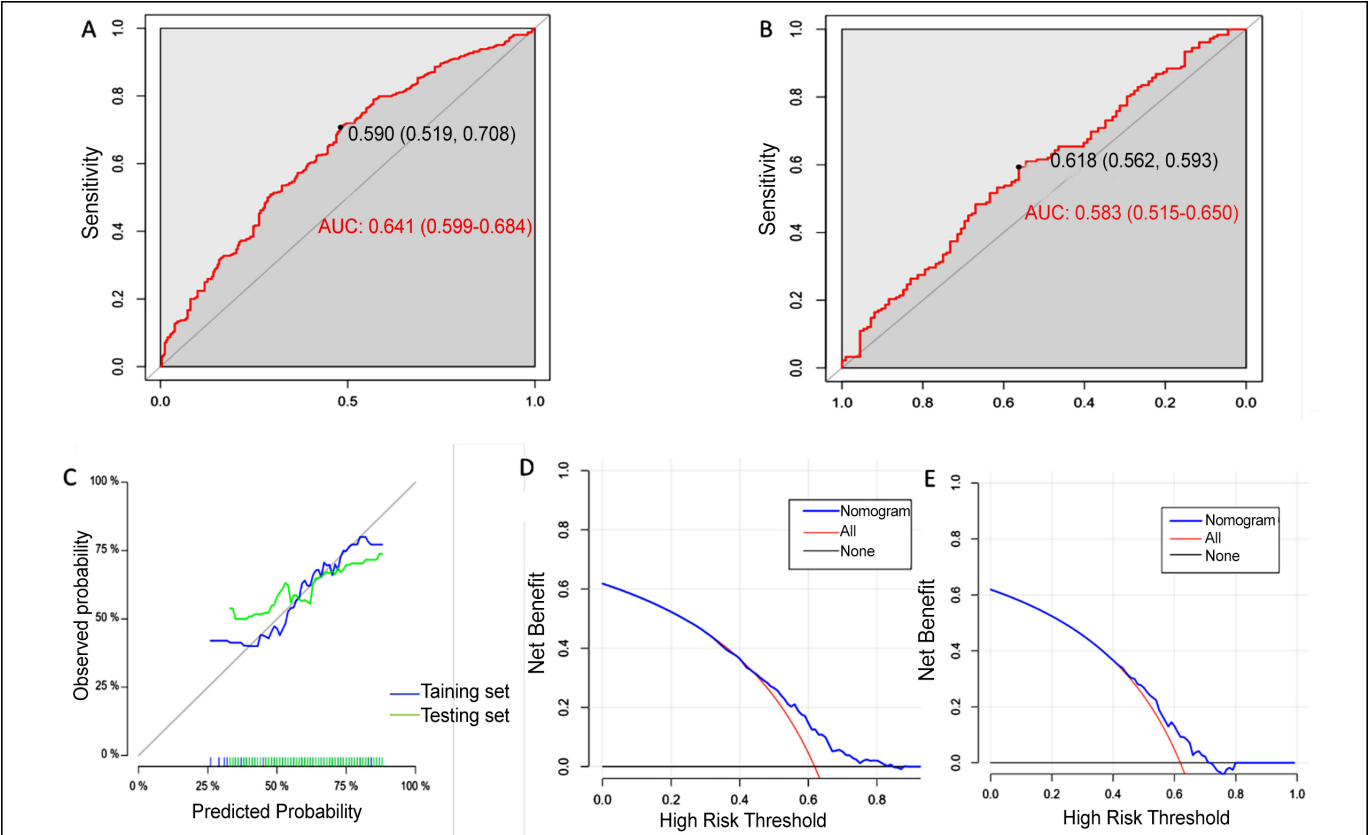 A
Sensitivity
1.0
0.8
0.6
0.4
0.2
0.0
0.590 (0.519, 0.708)
AUC: 0.641 (0.599-0.684)
0.0 0.5 1.0
B
Sensitivity
1.0
0.8
0.6
0.4
0.2
0.0
0.618 (0.562, 0.593)
AUC: 0.583 (0.515-0.650)
1.0 0.8 0.6 0.4 0.2 0.0
C
Observed probability
100 %
75 %
50 %
25 %
0 %
Taining set
Testing set
0 % 25 % 50 % 75 % 100 %
Predicted Probability
D
Net Benefit
1.0
0.8
0.6
0.4
0.2
0.0
Nomogram
All
None
0.0 0.2 0.4 0.6 0.8
High Risk Threshold
E
Net Benefit
1.0
0.8
0.6
0.4
0.2
0.0
Nomogram
All
None
0.0 0.2 0.4 0.6 0.8 1.0
High Risk Threshold